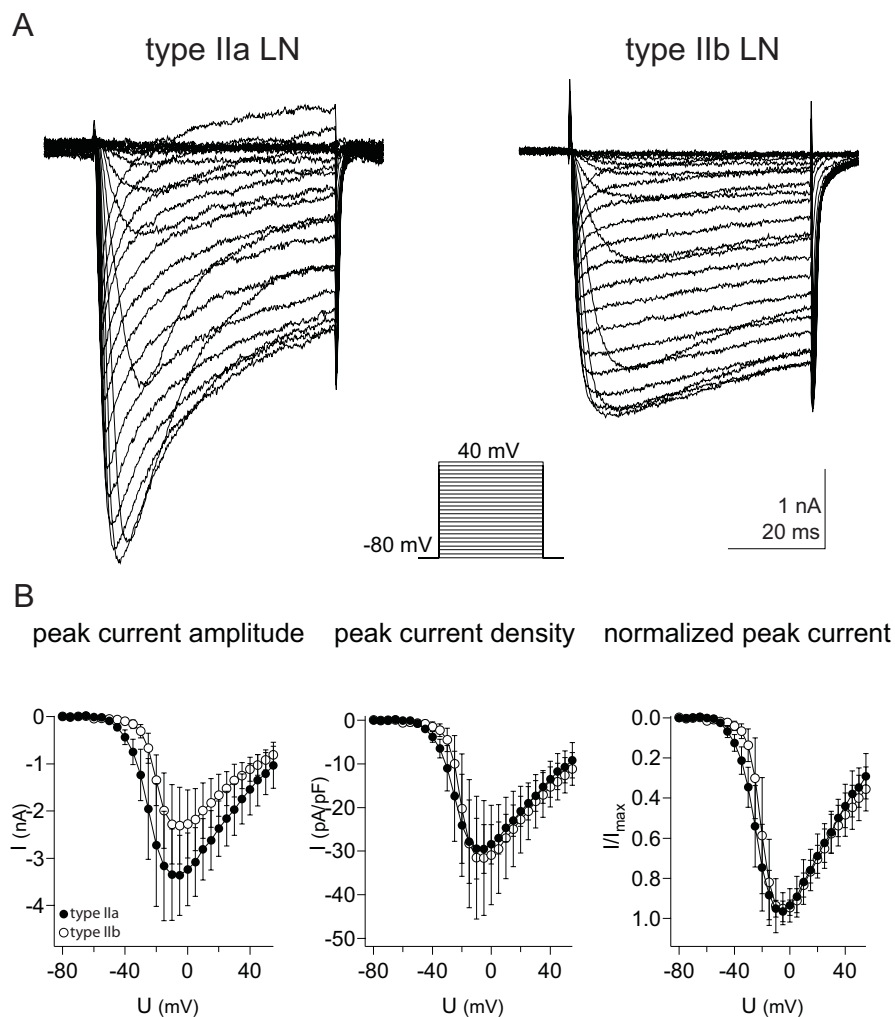 A
type IIa LN
type IIb LN
40 mV
-80 mV
1 nA
20 ms
B
peak current amplitude
peak current density
normalized peak current
0
-1
-2
-3
-4
I (nA)
type IIa
type IIb
-80
-40
0
40
U (mV)
0
-10
-20
-30
-40
-50
I (pA/pF)
-80
-40
0
40
U (mV)
0.0
0.2
0.4
0.6
0.8
1.0
I/Imax
-80
-40
0
40
U (mV)